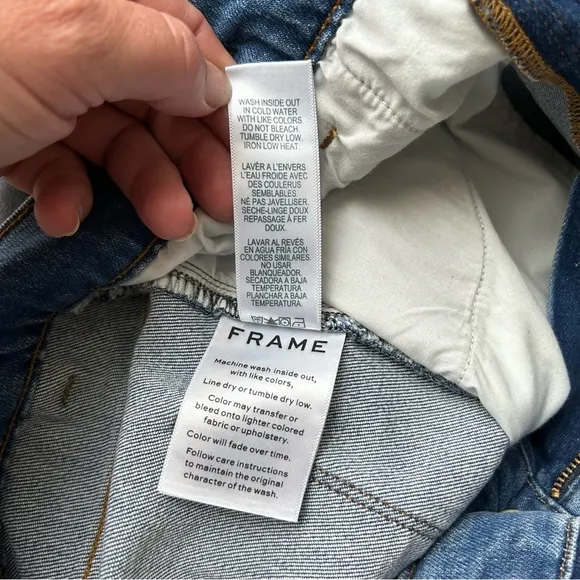 WASH INSIDE OUT
IN COLD WATER
WITH LIKE COLORS.
DO NOT BLEACH
TUMBLE DRY LOW.
IRON LOW HEAT.
LAVÈR A L'ENVERS
L'EAU FROIDE AVEC
DES COULERUS
SEMBLABLES.
NÉ PAS JAVELLISER.
SECHE-LINGE DOUX
REPASSAGE À FER
DOUX.
LAVAR AL REVÉS
EN AGUA FRÍA CON
COLORES SIMILARES.
NO USAR
BLANQUEADOR.
SECADORA A BAJA
TEMPERATURA
PLANCHAR A BAJA
TEMPERATURA.
FRAME
Machine wash inside out,
with like colors,
Line dry or tumble dry low.
Color may transfer or
bleed onto lighter colored
fabric or upholstery.
Color will fade over time.
Follow care instructions
to maintain the original
character of the wash.